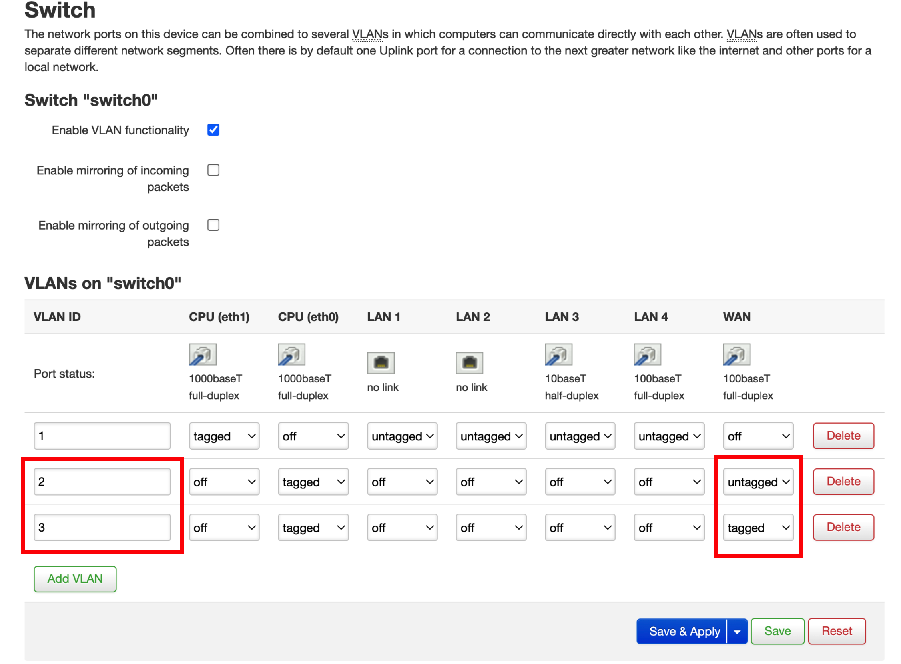 Switch
The network ports on this device can be combined to several VLANs in which computers can communicate directly with each other. VLANs are often used to
separate different network segments. Often there is by default one Uplink port for a connection to the next greater network like the internet and other ports for a
local network.
Switch "switch0"
Enable VLAN functionality
Enable mirroring of incoming
packets
Enable mirroring of outgoing
packets
VLANs on "switch0"
VLAN ID CPU (eth1) CPU (eth0) LAN 1 LAN 2 LAN 3 LAN 4 WAN
Port status: 1000baseT 1000baseT no link no link 10baseT 100baseT 100baseT
full-duplex full-duplex half-duplex full-duplex full-duplex
1 tagged off untagged untagged untagged untagged off Delete
2 off tagged off off off off untagged Delete
3 off tagged off off off off tagged Delete
Add VLAN
Save & Apply Save Reset